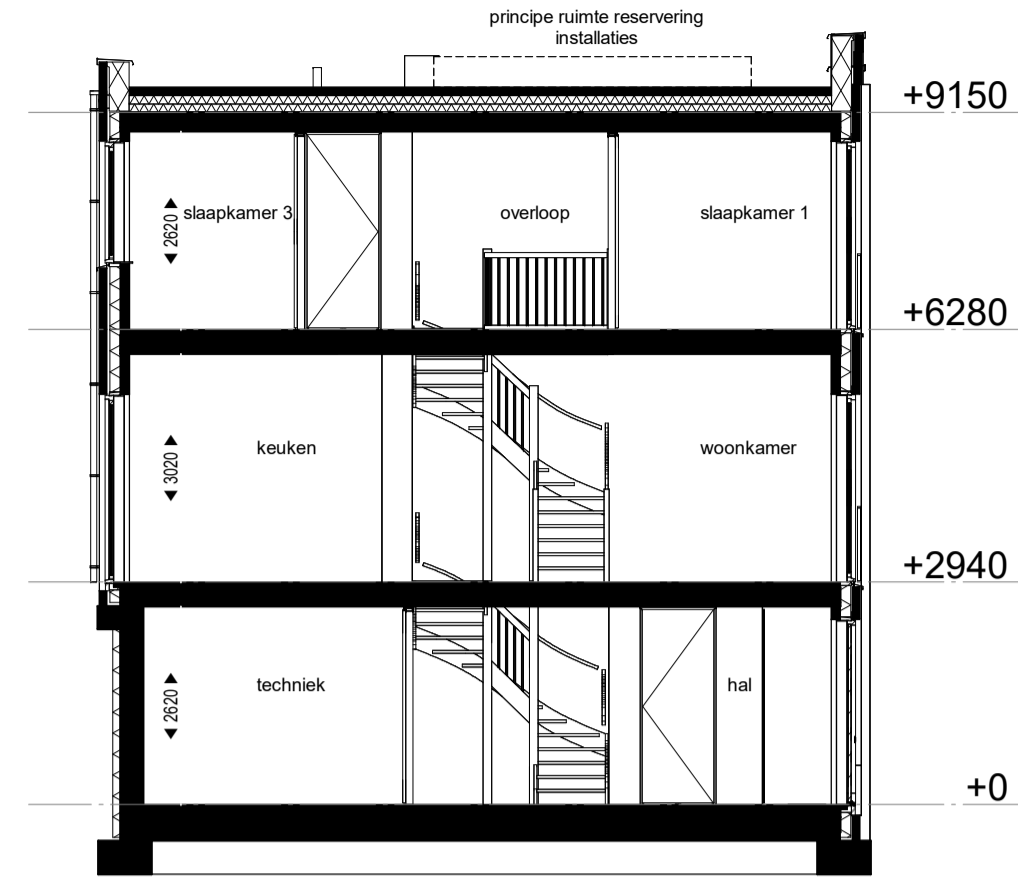 principe ruimte reservering
installaties
+9150
slaapkamer 3
overloop
slaapkamer 1
2620
+6280
keuken
woonkamer
3020
+2940
techniek
hal
2620
+0